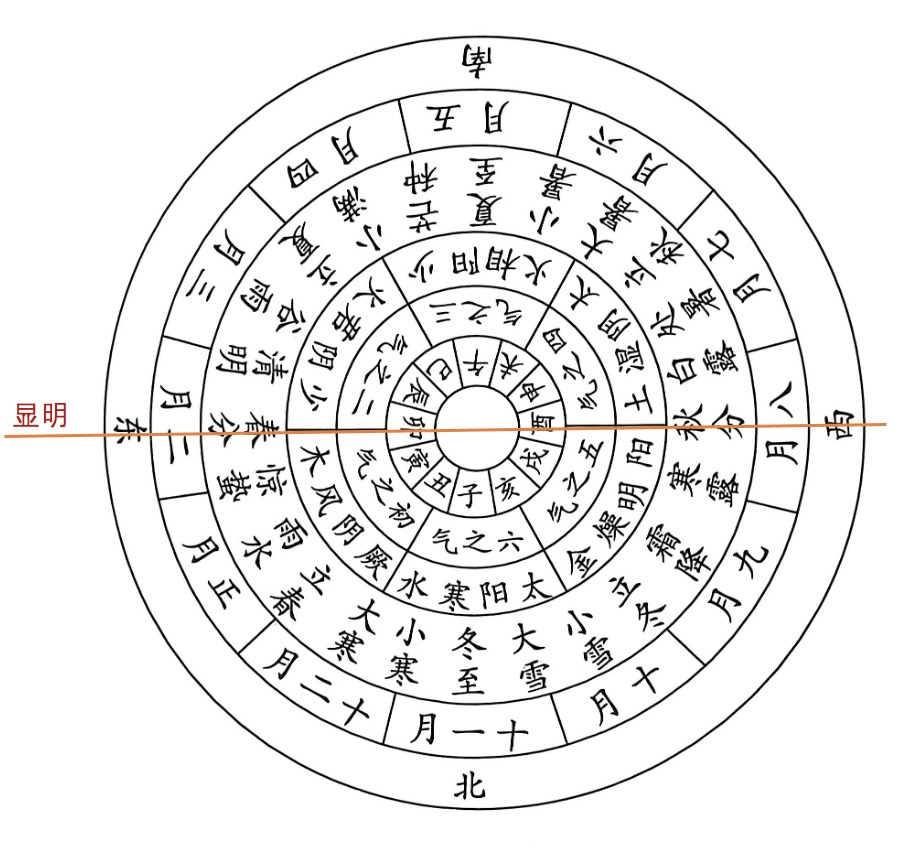 显明
南
西
北
东
正月
二月
三月
四月
五月
六月
七月
八月
九月
十月
十一月
十二月
立春
雨水
惊蛰
春分
清明
谷雨
立夏
小满
芒种
夏至
小暑
大暑
立秋
处暑
白露
秋分
寒露
霜降
立冬
小雪
大雪
冬至
小寒
大寒
厥阴风木
少阴君火
少阳相火
太阴湿土
阳明燥金
太阳寒水
初之气
二之气
三之气
四之气
五之气
六之气
子
丑
寅
卯
辰
巳
午
未
申
酉
戌
亥